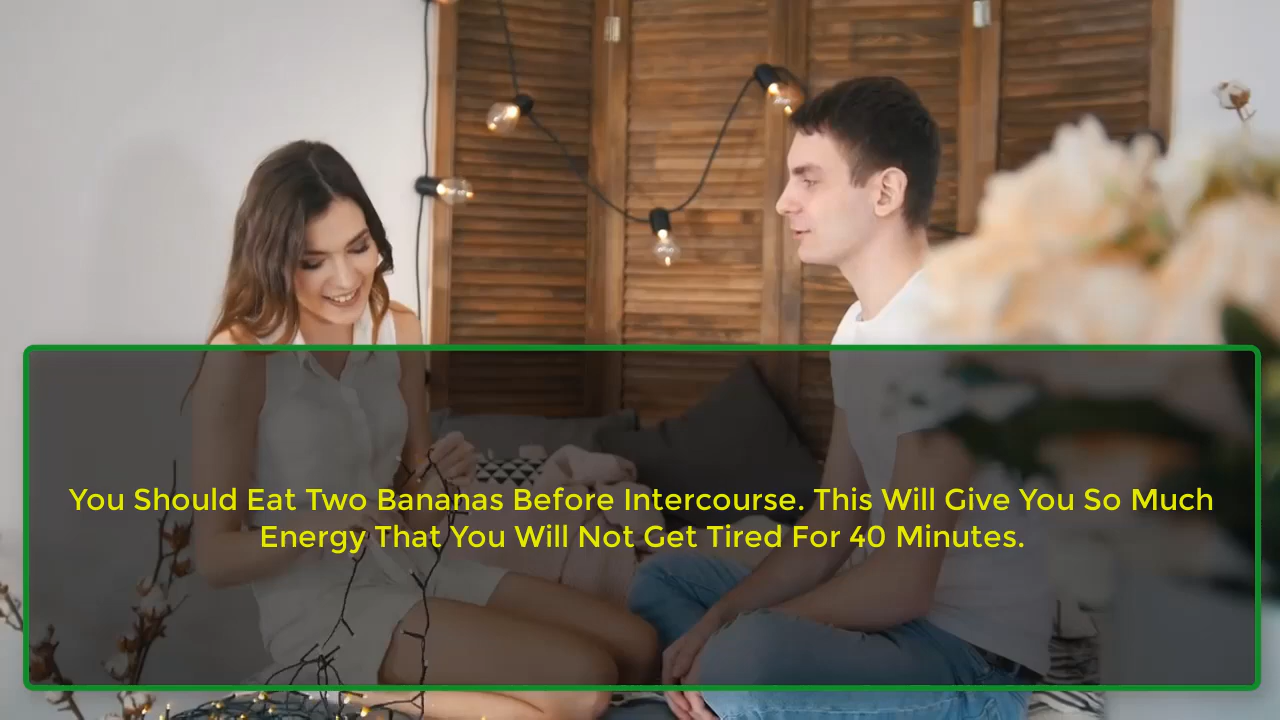 You Should Eat Two Bananas Before Intercourse. This Will Give You So Much
Energy That You Will Not Get Tired For 40 Minutes.